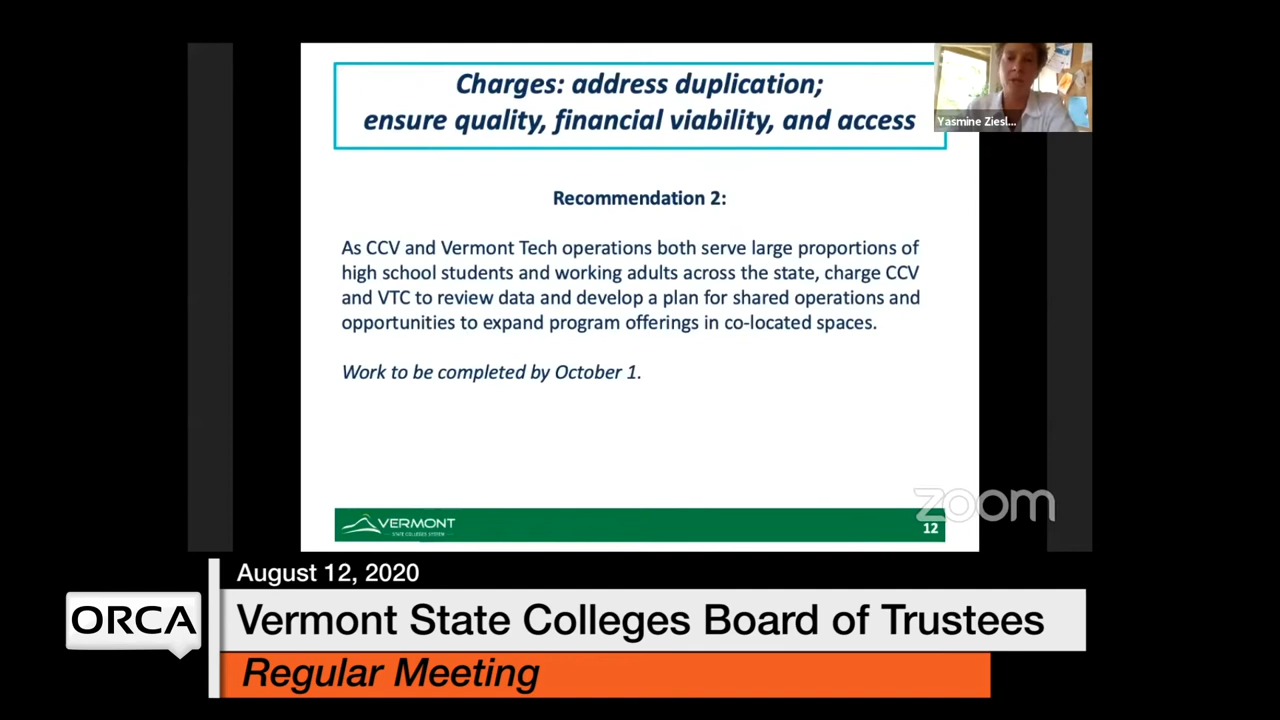 Charges: address duplication;
ensure quality, financial viability, and access
Yasmine Ziesl...
Recommendation 2:
As CCV and Vermont Tech operations both serve large proportions of
high school students and working adults across the state, charge CCV
and VTC to review data and develop a plan for shared operations and
opportunities to expand program offerings in co-located spaces.
Work to be completed by October 1.
VERMONT
STATE COLLEGES SYSTEM
12
zoom
August 12, 2020
ORCA
Vermont State Colleges Board of Trustees
Regular Meeting